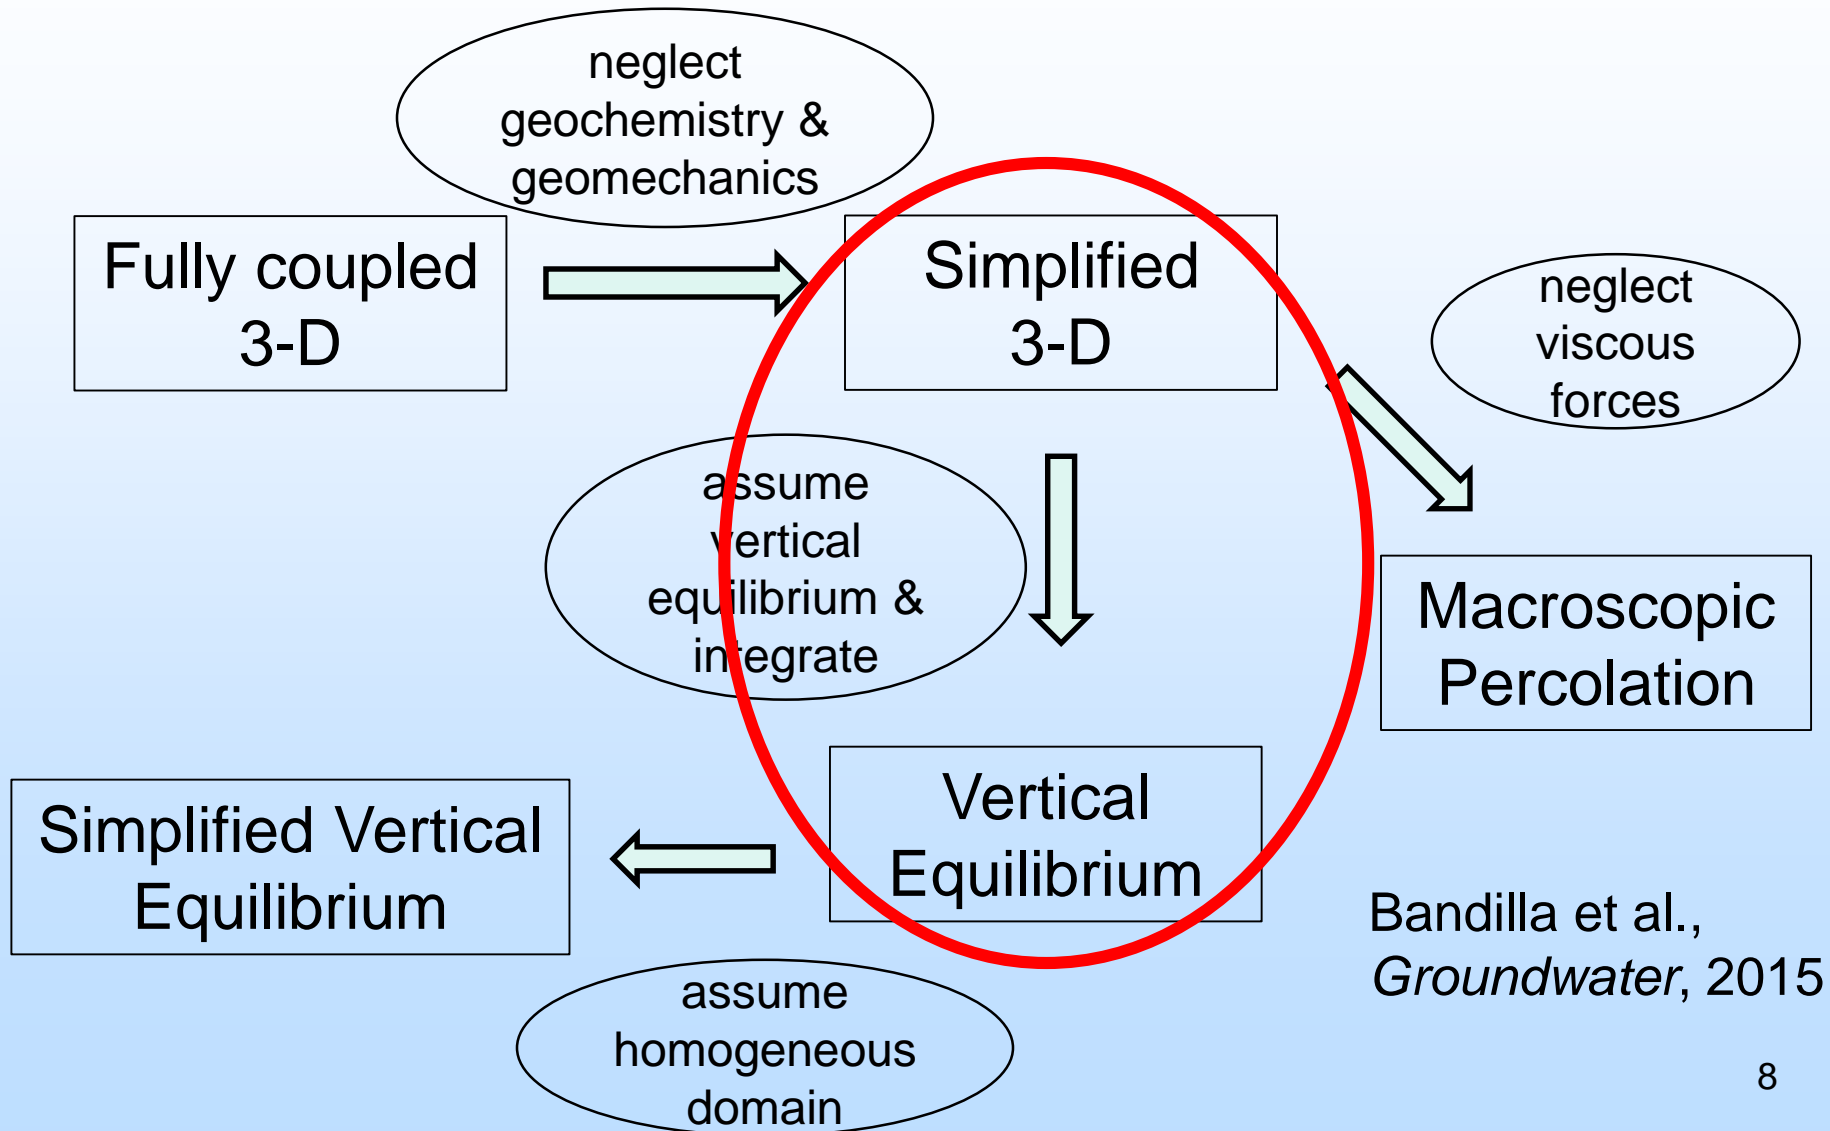 neglect
geochemistry &
geomechanics
Fully coupled
3-D
Simplified
3-D
neglect
viscous
forces
assume
vertical
equilibrium &
integrate
Macroscopic
Percolation
Vertical
Equilibrium
Simplified Vertical
Equilibrium
assume
homogeneous
domain
Bandilla et al.,
Groundwater, 2015
8